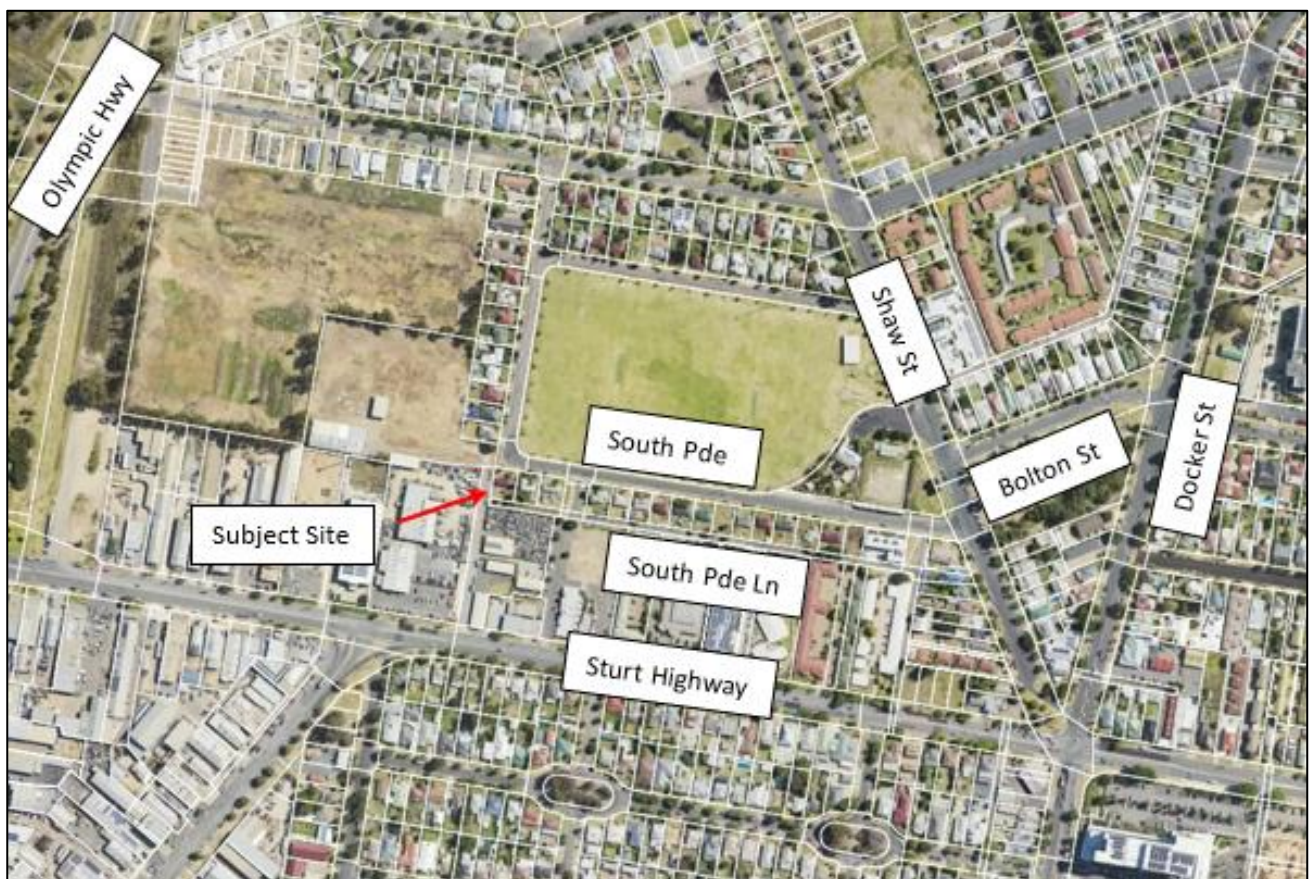 Olympic Hwy
Shaw St
South Pde
Docker St
Bolton St
Subject Site
South Pde Ln
Sturt Highway